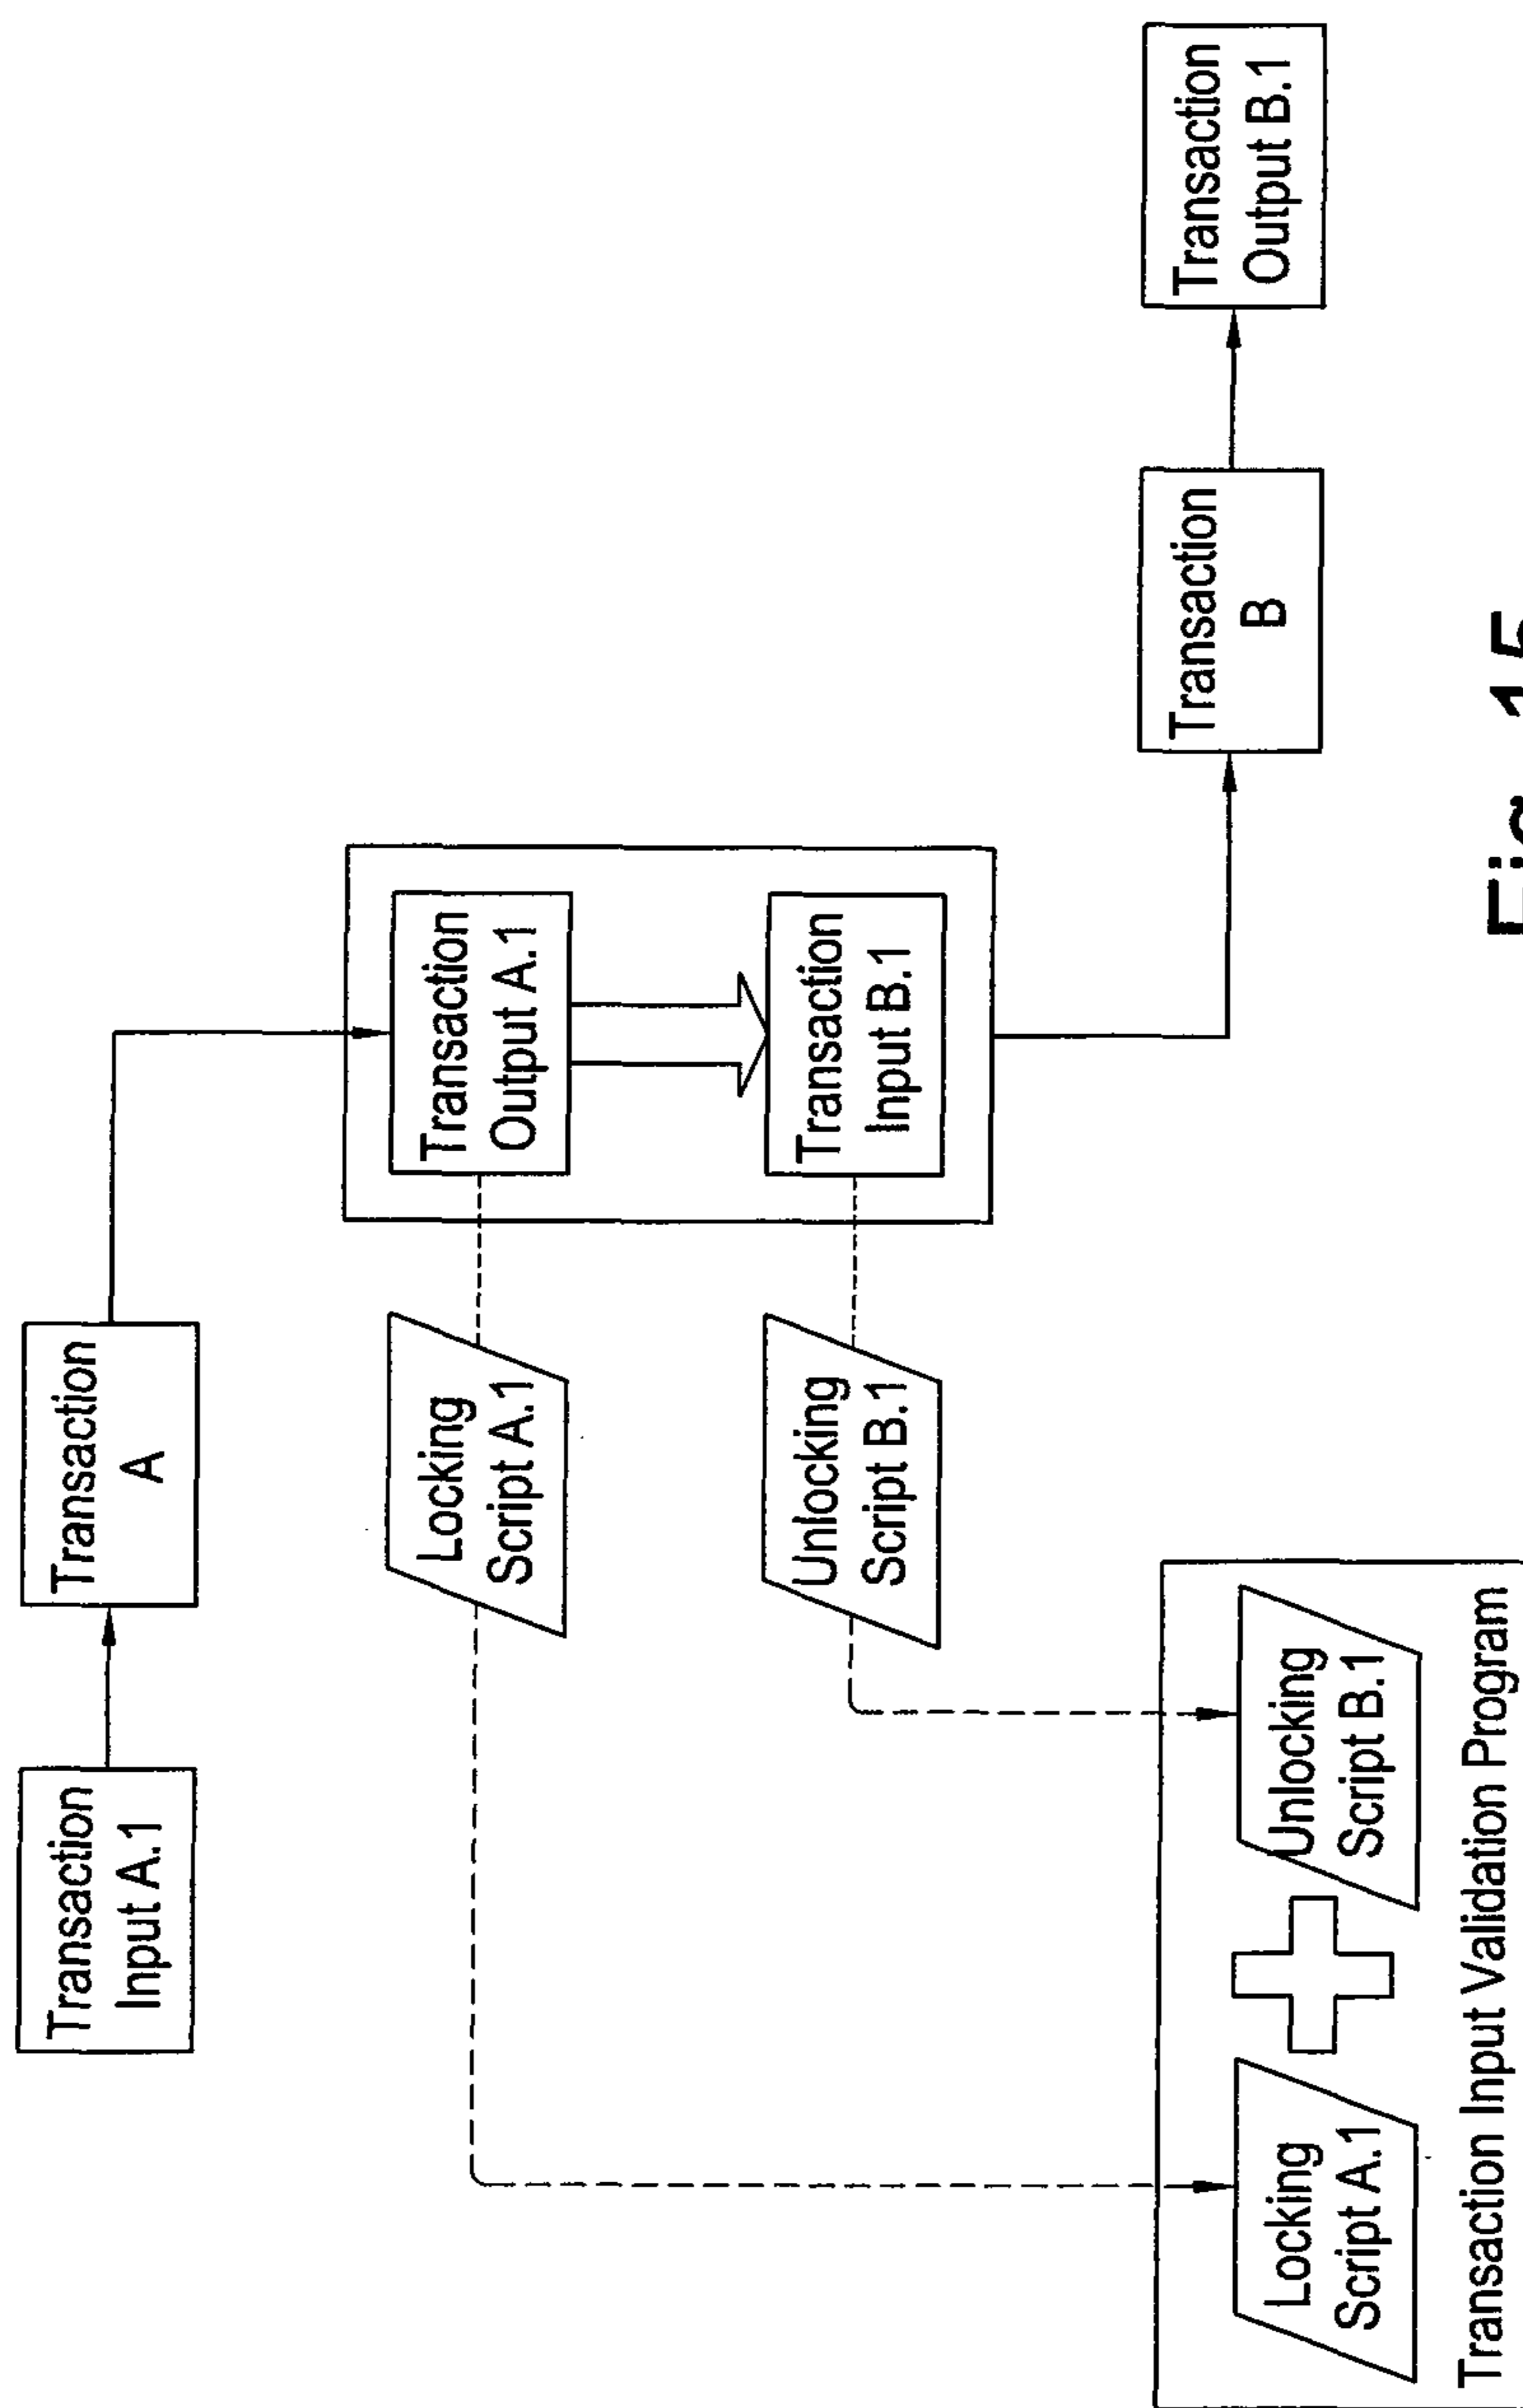 Transaction
Input A.1
Transaction
A
Locking
Script A.1
Transaction
Output A.1
Unlocking
Script B.1
Transaction
Input B.1
Locking
Script A.1
Unlocking
Script B.1
Transaction Input Validation Program
Transaction
B
Transaction
Output B.1